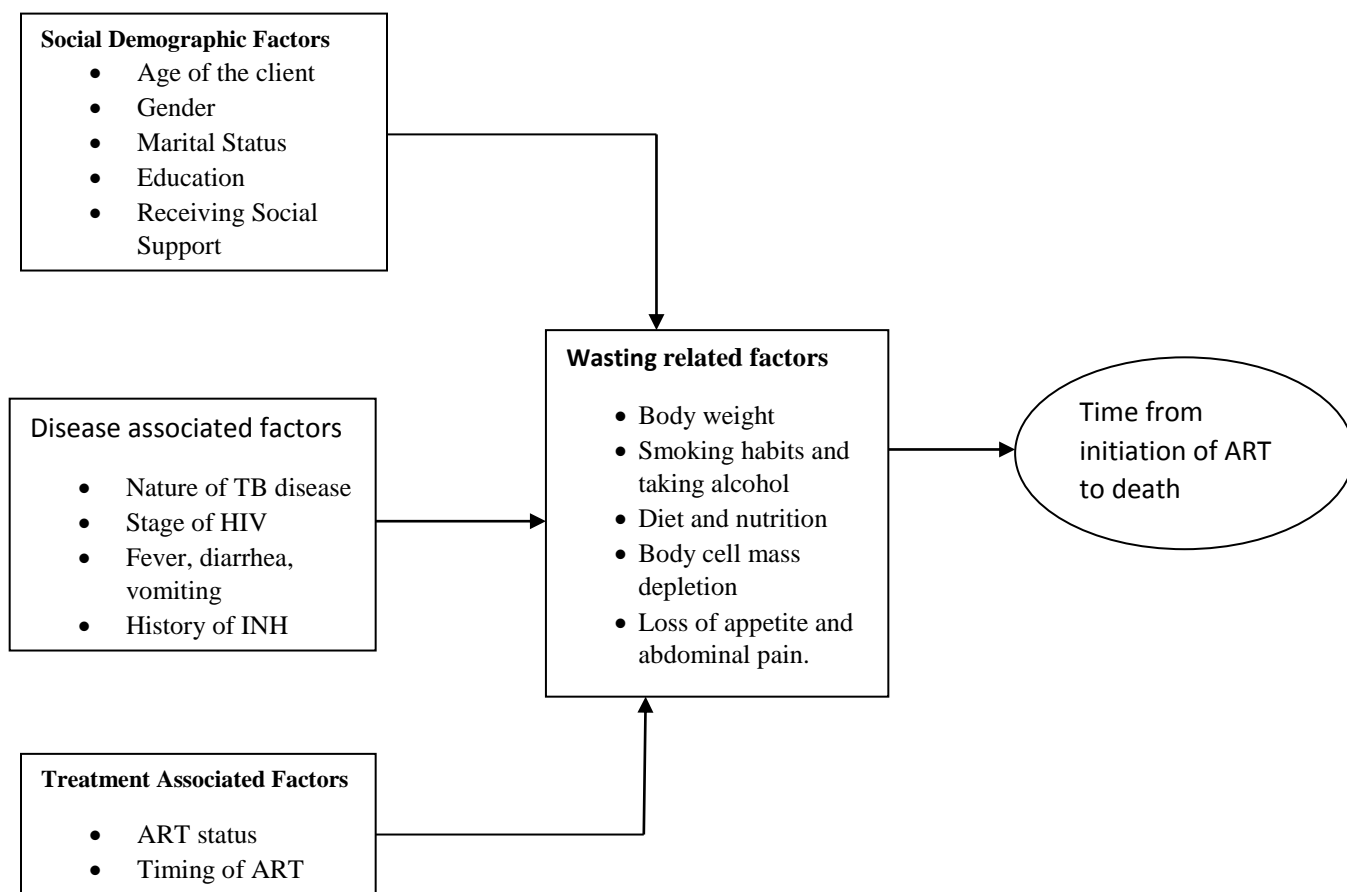 Social Demographic Factors
• Age of the client
• Gender
• Marital Status
• Education
• Receiving Social
Support
Disease associated factors
• Nature of TB disease
• Stage of HIV
• Fever, diarrhea,
vomiting
• History of INH
Treatment Associated Factors
• ART status
• Timing of ART
Wasting related factors
• Body weight
• Smoking habits and
taking alcohol
• Diet and nutrition
• Body cell mass
depletion
• Loss of appetite and
abdominal pain.
Time from
initiation of ART
to death